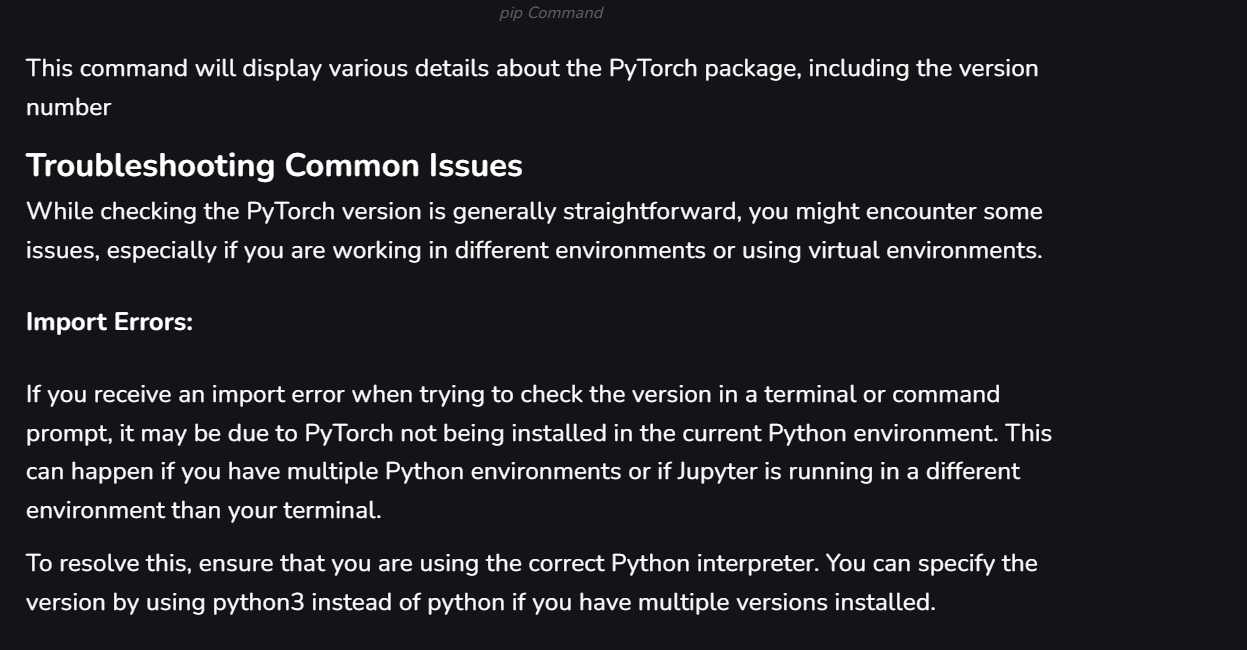 pip Command
This command will display various details about the PyTorch package, including the version
number
Troubleshooting Common Issues
While checking the PyTorch version is generally straightforward, you might encounter some
issues, especially if you are working in different environments or using virtual environments.
Import Errors:
If you receive an import error when trying to check the version in a terminal or command
prompt, it may be due to PyTorch not being installed in the current Python environment. This
can happen if you have multiple Python environments or if Jupyter is running in a different
environment than your terminal.
To resolve this, ensure that you are using the correct Python interpreter. You can specify the
version by using python3 instead of python if you have multiple versions installed.